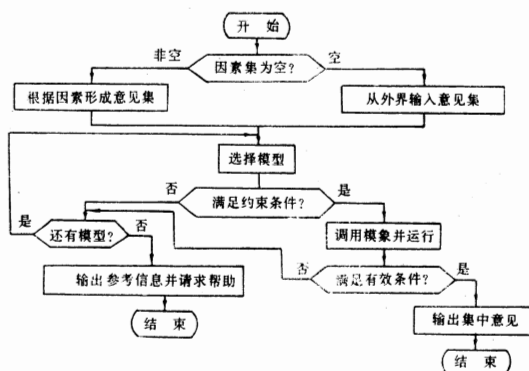 开 始
非空
因素集为空?
空
根据因素形成意见集
从外界输入意见集
选择模型
否
满足约束条件?
是
是
还有模型?
否
调用模象并运行
否
满足有效条件?
是
输出参考信息并请求帮助
输出集中意见
结 束
结 束